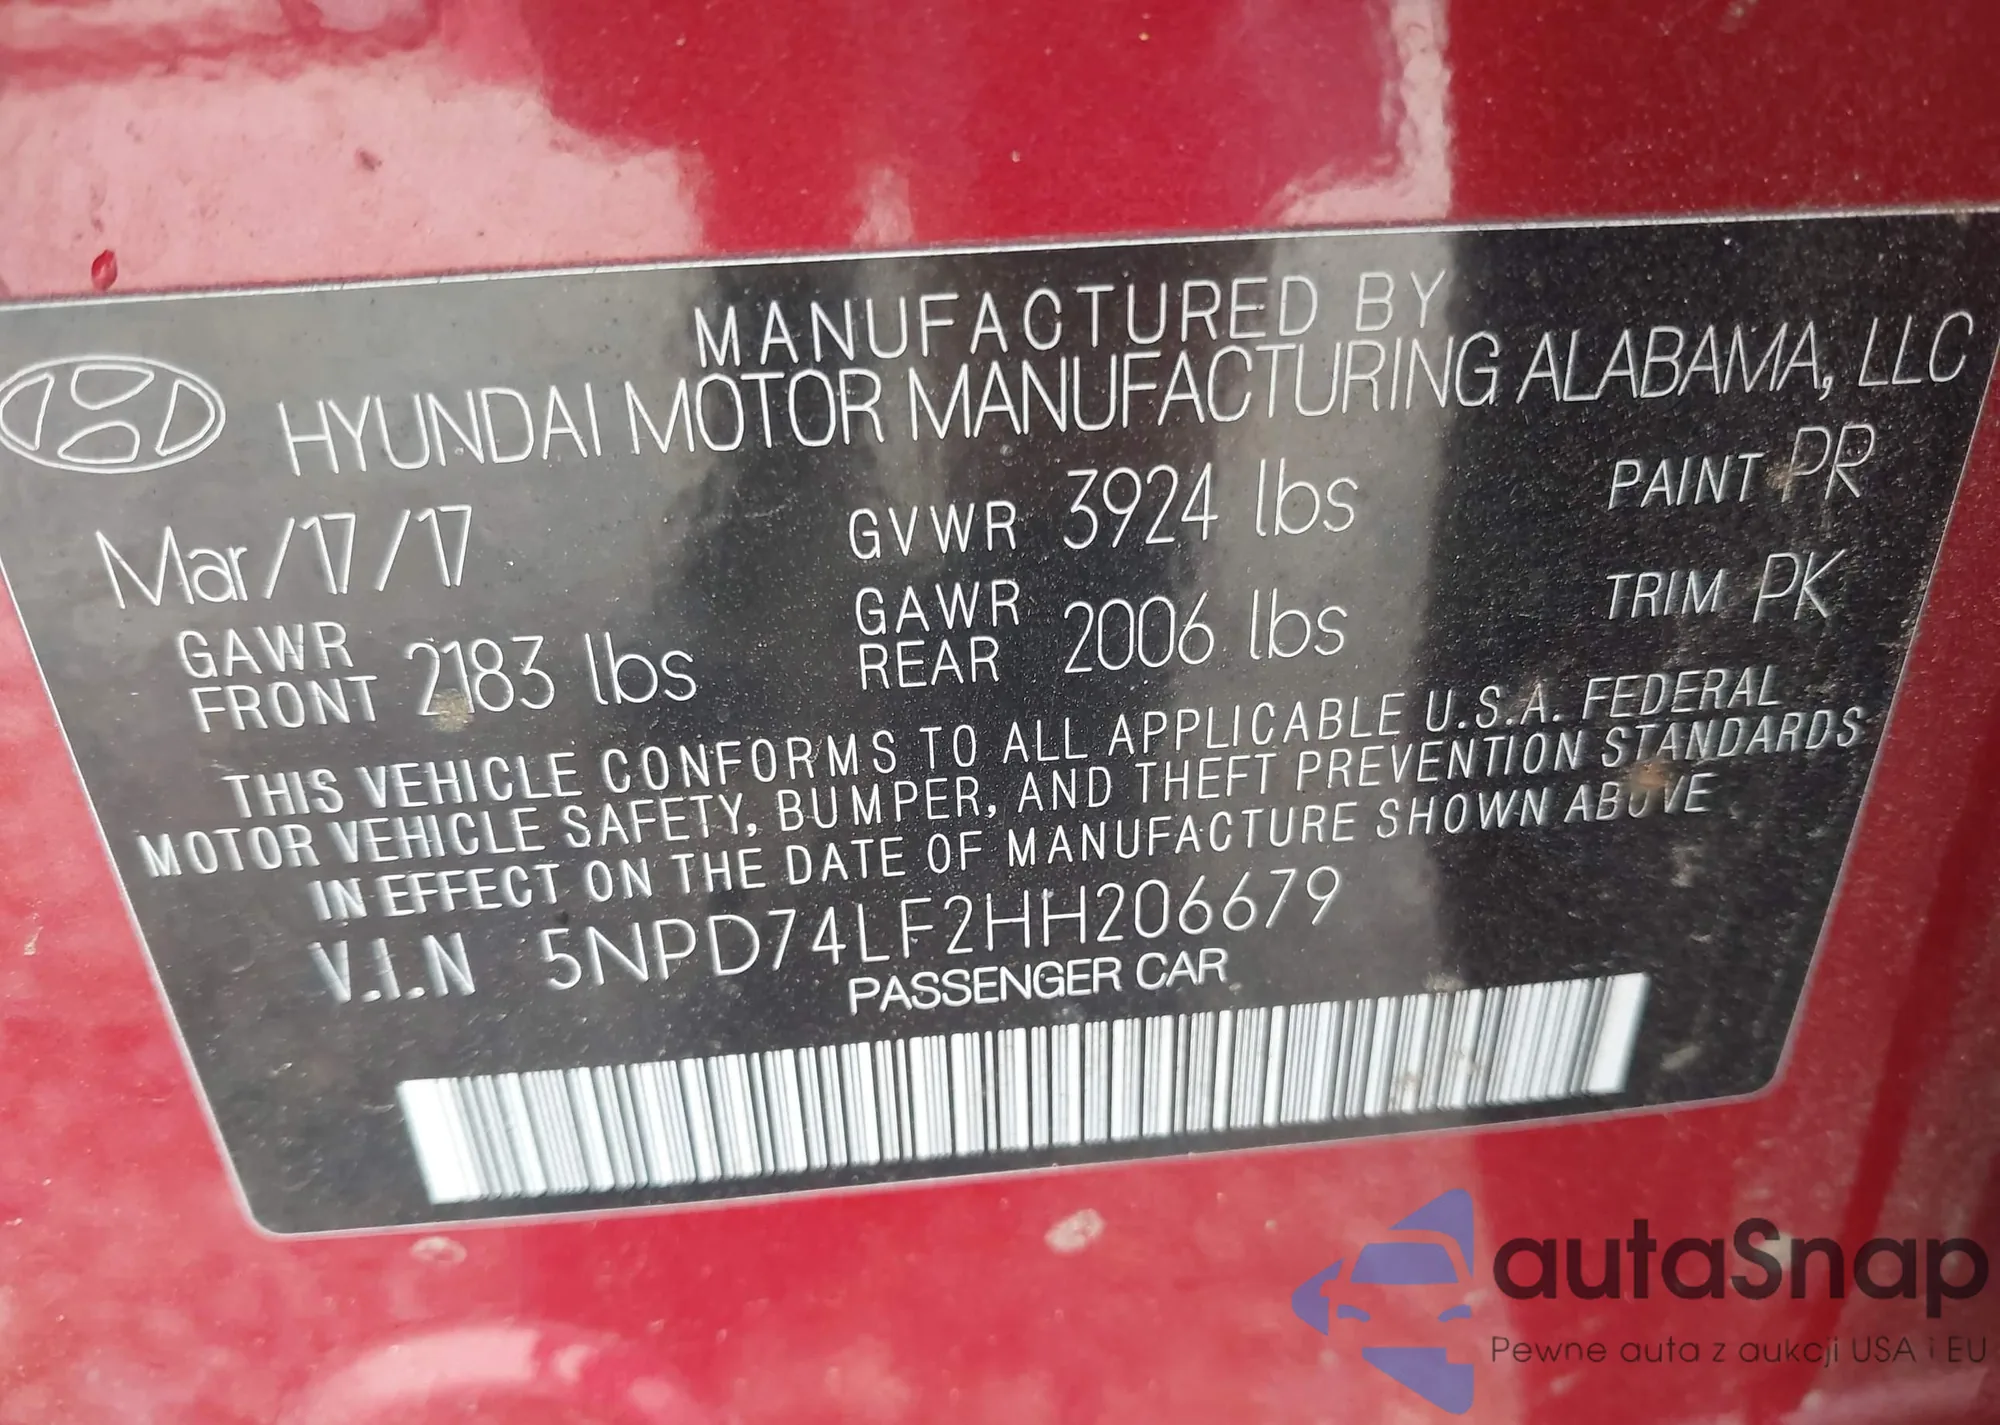 MANUFACTURED BY
HYUNDAI MOTOR MANUFACTURING ALABAMA, LLC
Mar/17/17 GVWR 3924 lbs PAINT PR
GAWR FRONT 2183 lbs GAWR REAR 2006 lbs TRIM PK
THIS VEHICLE CONFORMS TO ALL APPLICABLE U.S.A. FEDERAL
MOTOR VEHICLE SAFETY, BUMPER, AND THEFT PREVENTION STANDARDS
IN EFFECT ON THE DATE OF MANUFACTURE SHOWN ABOVE
V.I.N 5NPD74LF2HH206679
PASSENGER CAR
autaSnap
Pewne auta z aukcji USA i EU